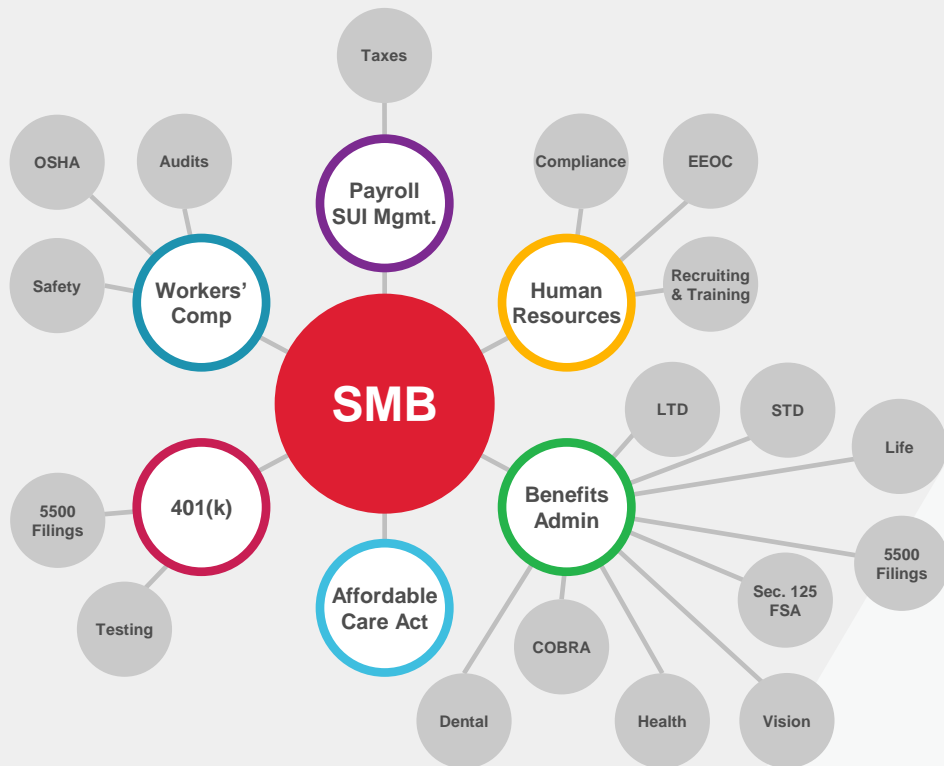 Taxes
OSHA
Audits
Compliance
EEOC
Payroll
SUI Mgmt.
Safety
Workers’
Comp
Human
Resources
Recruiting
& Training
SMB
LTD
STD
Life
5500
Filings
401(k)
Benefits
Admin
5500
Filings
Sec. 125
FSA
Affordable
Care Act
Testing
COBRA
Dental
Health
Vision